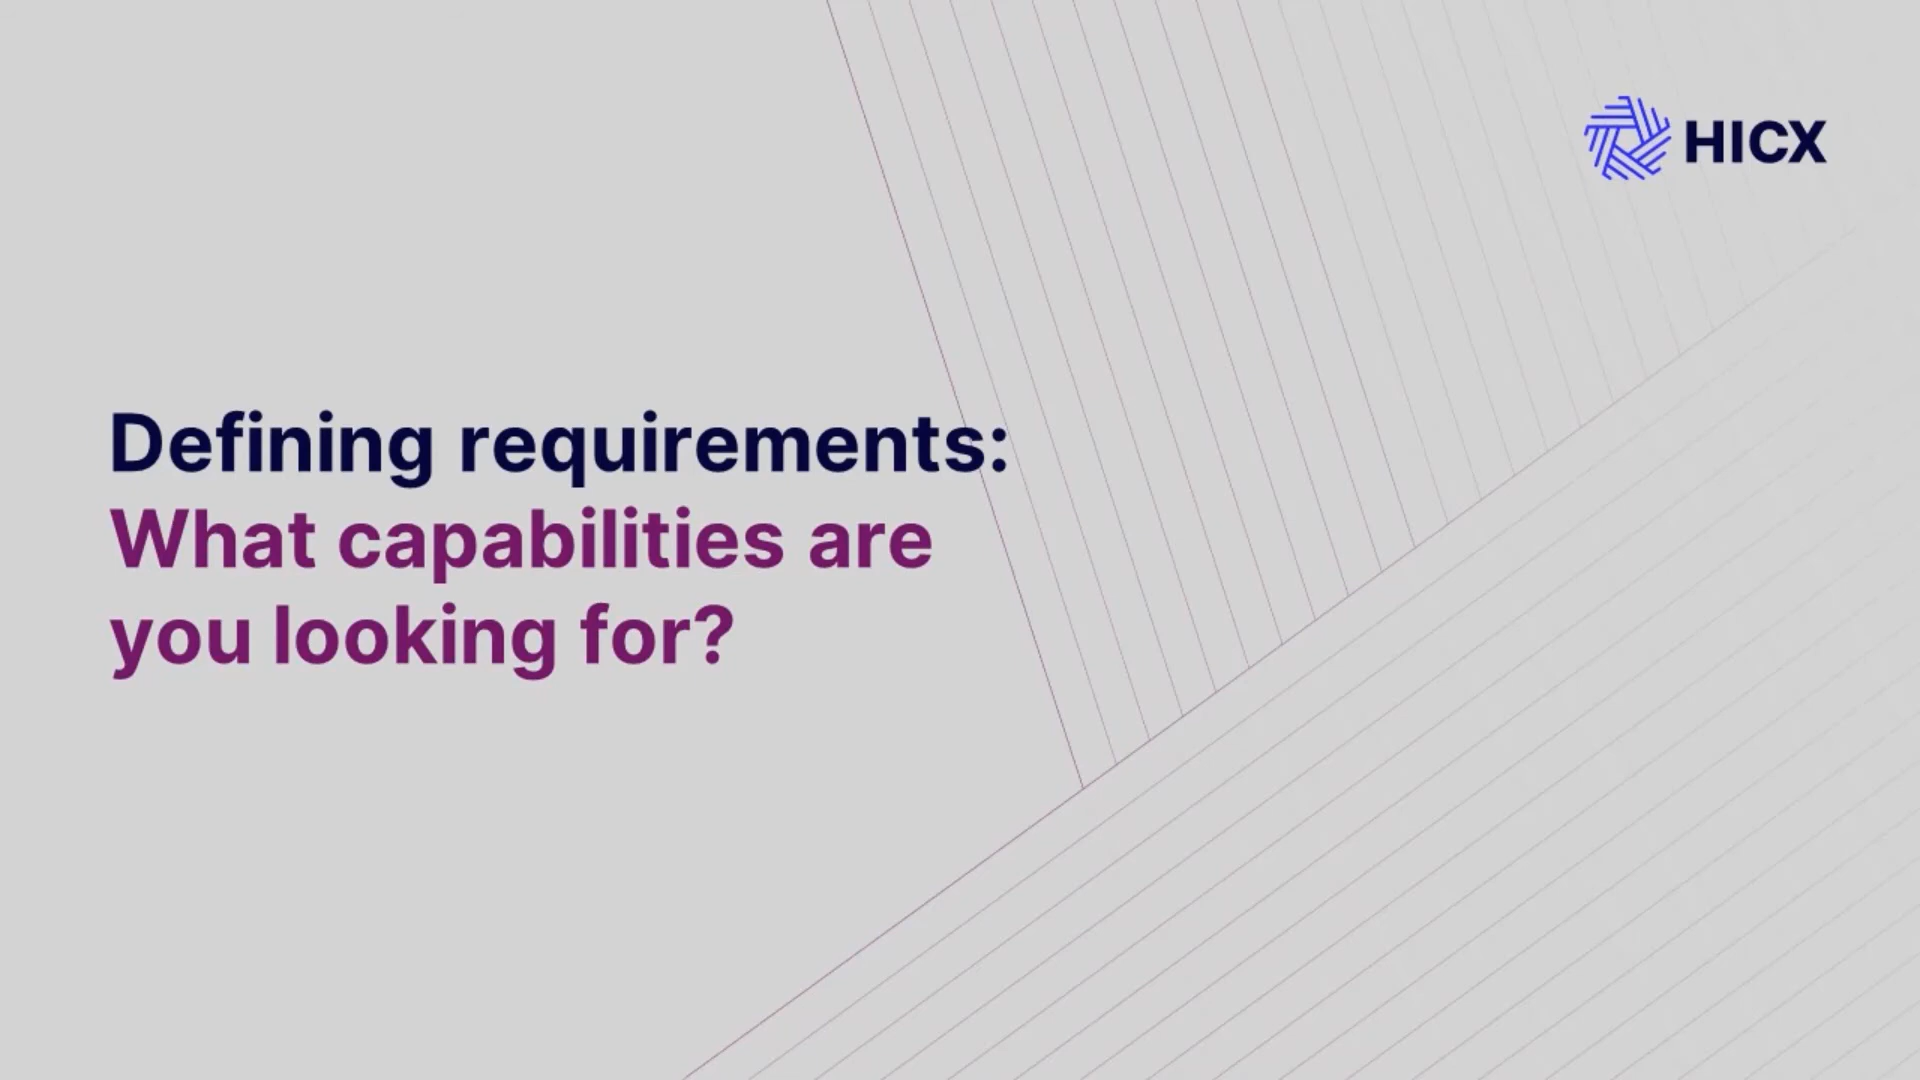 HICX
Defining requirements:
What capabilities are
you looking for?